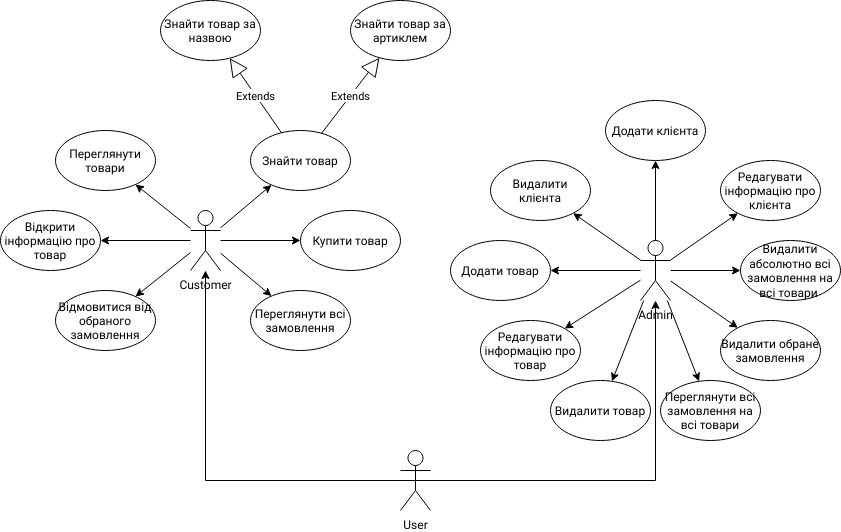 Знайти товар за
назвою
Знайти товар за
артиклем
Extends
Extends
Переглянути
товари
Знайти товар
Відкрити
інформацію про
товар
Купити товар
Customer
Відмовитися від
обраного
замовлення
Переглянути всі
замовлення
Додати клієнта
Видалити
клієнта
Редагувати
інформацію про
клієнта
Додати товар
Видалити
абсолютно всі
замовлення на
всі товари
Admin
Редагувати
інформацію про
товар
Видалити обране
замовлення
Видалити товар
Переглянути всі
замовлення на
всі товари
User